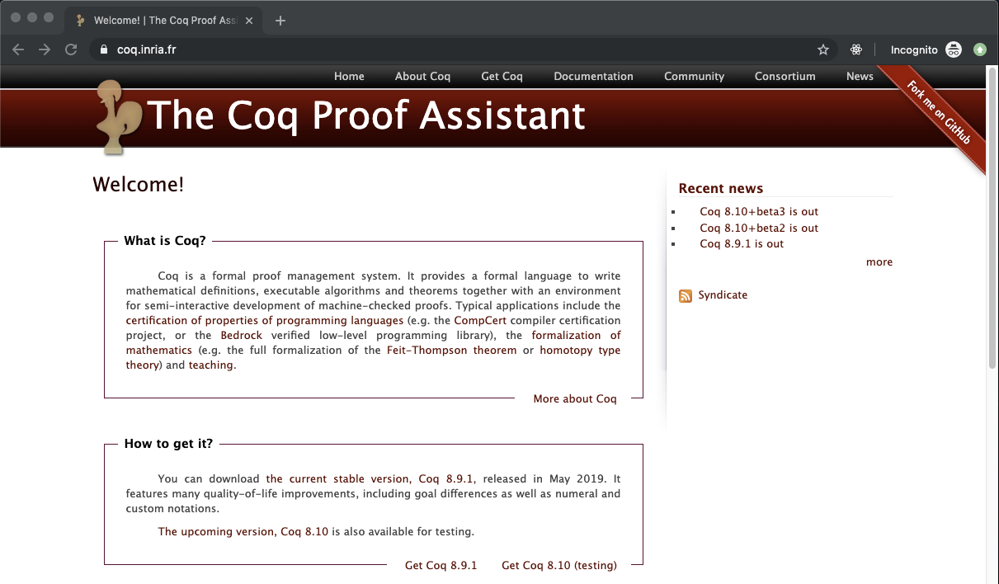 Welcome! | The Coq Proof Ass
coq.inria.fr
Incognito
Home About Coq Get Coq Documentation Community Consortium News
Fork me on GitHub
The Coq Proof Assistant
Welcome!
What is Coq?
Coq is a formal proof management system. It provides a formal language to write
mathematical definitions, executable algorithms and theorems together with an environment
for semi-interactive development of machine-checked proofs. Typical applications include the
certification of properties of programming languages (e.g. the CompCert compiler certification
project, or the Bedrock verified low-level programming library), the formalization of
mathematics (e.g. the full formalization of the Feit-Thompson theorem or homotopy type
theory) and teaching.
More about Coq
How to get it?
You can download the current stable version, Coq 8.9.1, released in May 2019. It
features many quality-of-life improvements, including goal differences as well as numeral and
custom notations.
The upcoming version, Coq 8.10 is also available for testing.
Get Coq 8.9.1 Get Coq 8.10 (testing)
Recent news
Coq 8.10+beta3 is out
Coq 8.10+beta2 is out
Coq 8.9.1 is out
more
Syndicate